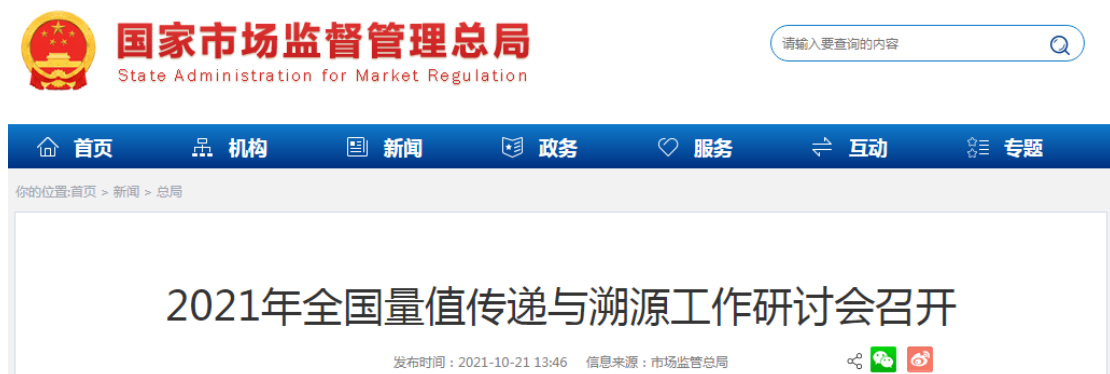 国家市场监督管理总局
State Administration for Market Regulation
请输入要查询的内容
首页 机构 新闻 政务 服务 互动 专题
你的位置:首页 > 新闻 > 总局
2021年全国量值传递与溯源工作研讨会召开
发布时间：2021-10-21 13:46 信息来源：市场监管总局